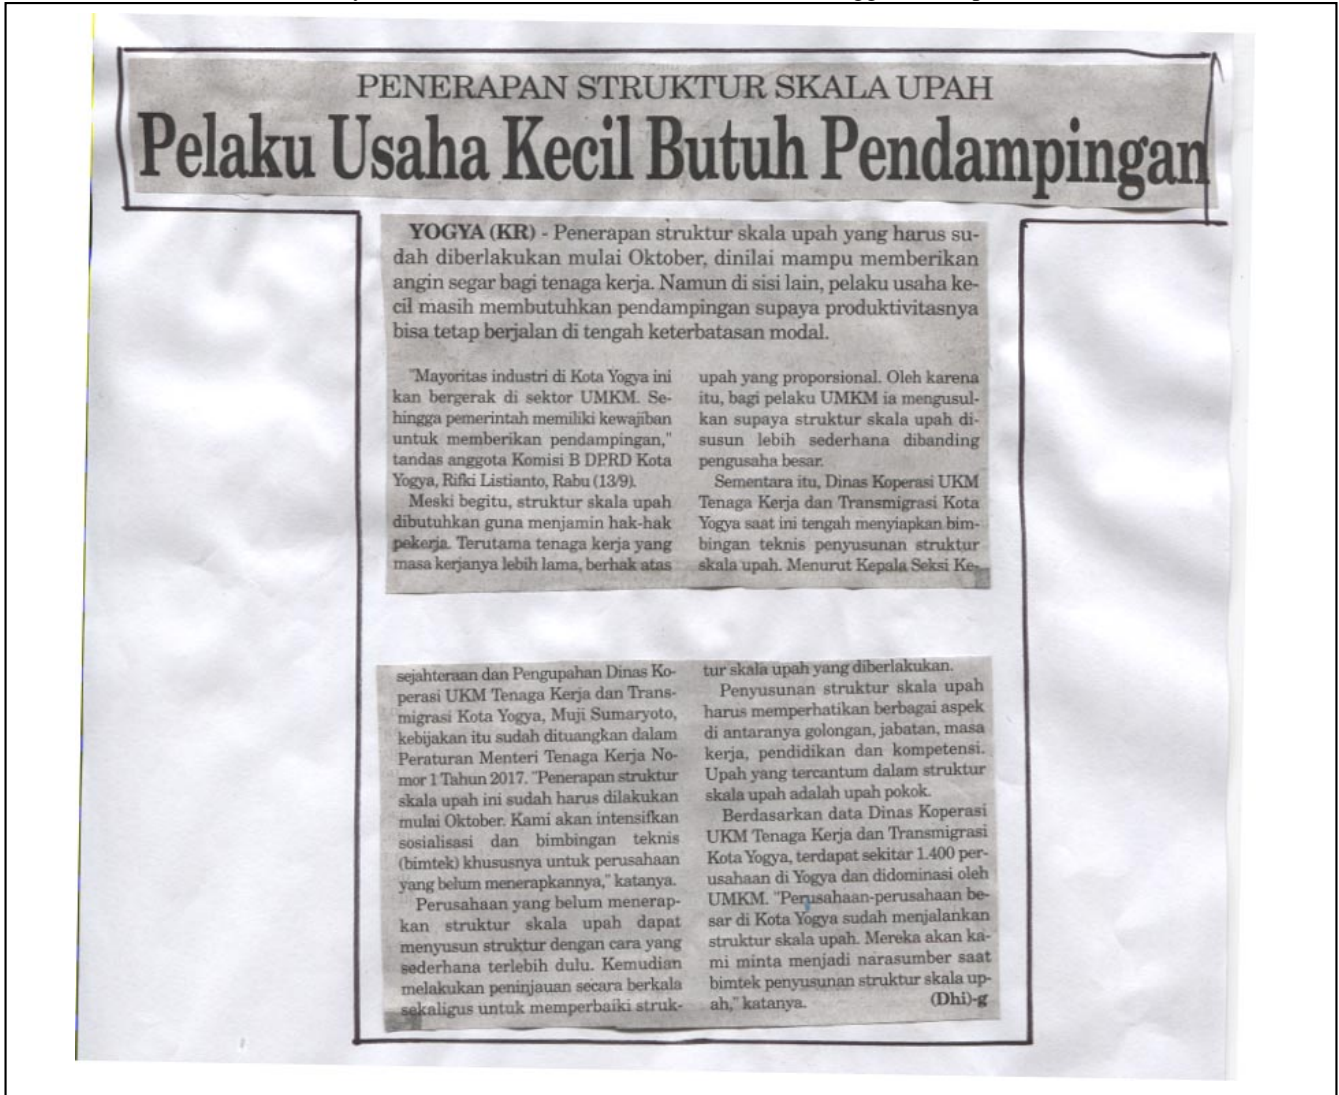 PENERAPAN STRUKTUR SKALA UPAH
Pelaku Usaha Kecil Butuh Pendampingan
YOGYA (KR) - Penerapan struktur skala upah yang harus su-
dah diberlakukan mulai Oktober, dinilai mampu memberikan
angin segar bagi tenaga kerja. Namun di sisi lain, pelaku usaha ke-
cil masih membutuhkan pendampingan supaya produktivitasnya
bisa tetap berjalan di tengah keterbatasan modal.
"Mayoritas industri di Kota Yogya ini
kan bergerak di sektor UMKM. Se-
hingga pemerintah memiliki kewajiban
untuk memberikan pendampingan,"
tandas anggota Komisi B DPRD Kota
Yogya, Rifki Listianto, Rabu (13/9).
Meski begitu, struktur skala upah
dibutuhkan guna menjamin hak-hak
pekerja. Terutama tenaga kerja yang
masa kerjanya lebih lama, berhak atas
upah yang proporsional. Oleh karena
itu, bagi pelaku UMKM ia mengusul-
kan supaya struktur skala upah di-
susun lebih sederhana dibanding
pengusaha besar.
Sementara itu, Dinas Koperasi UKM
Tenaga Kerja dan Transmigrasi Kota
Yogya saat ini tengah menyiapkan bim-
bingan teknis penyusunan struktur
skala upah. Menurut Kepala Seksi Ke-
sejahteraan dan Pengupahan Dinas Ko-
perasi UKM Tenaga Kerja dan Trans-
migrasi Kota Yogya, Muji Sumaryoto,
kebijakan itu sudah dituangkan dalam
Peraturan Menteri Tenaga Kerja No-
mor 1 Tahun 2017. "Penerapan struktur
skala upah ini sudah harus dilakukan
mulai Oktober. Kami akan intensifkan
sosialisasi dan bimbingan teknis
(bimtek) khususnya untuk perusahaan
yang belum menerapkannya," katanya.
Perusahaan yang belum menerap-
kan struktur skala upah dapat
menyusun struktur dengan cara yang
sederhana terlebih dulu. Kemudian
melakukan peninjauan secara berkala
sekaligus untuk memperbaiki struk-
tur skala upah yang diberlakukan.
Penyusunan struktur skala upah
harus memperhatikan berbagai aspek
di antaranya golongan, jabatan, masa
kerja, pendidikan dan kompetensi.
Upah yang tercantum dalam struktur
skala upah adalah upah pokok.
Berdasarkan data Dinas Koperasi
UKM Tenaga Kerja dan Transmigrasi
Kota Yogya, terdapat sekitar 1.400 per-
usahaan di Yogya dan didominasi oleh
UMKM. "Perusahaan-perusahaan be-
sar di Kota Yogya sudah menjalankan
struktur skala upah. Mereka akan ka-
mi minta menjadi narasumber saat
bimtek penyusunan struktur skala up-
ah," katanya. (Dhi)-g